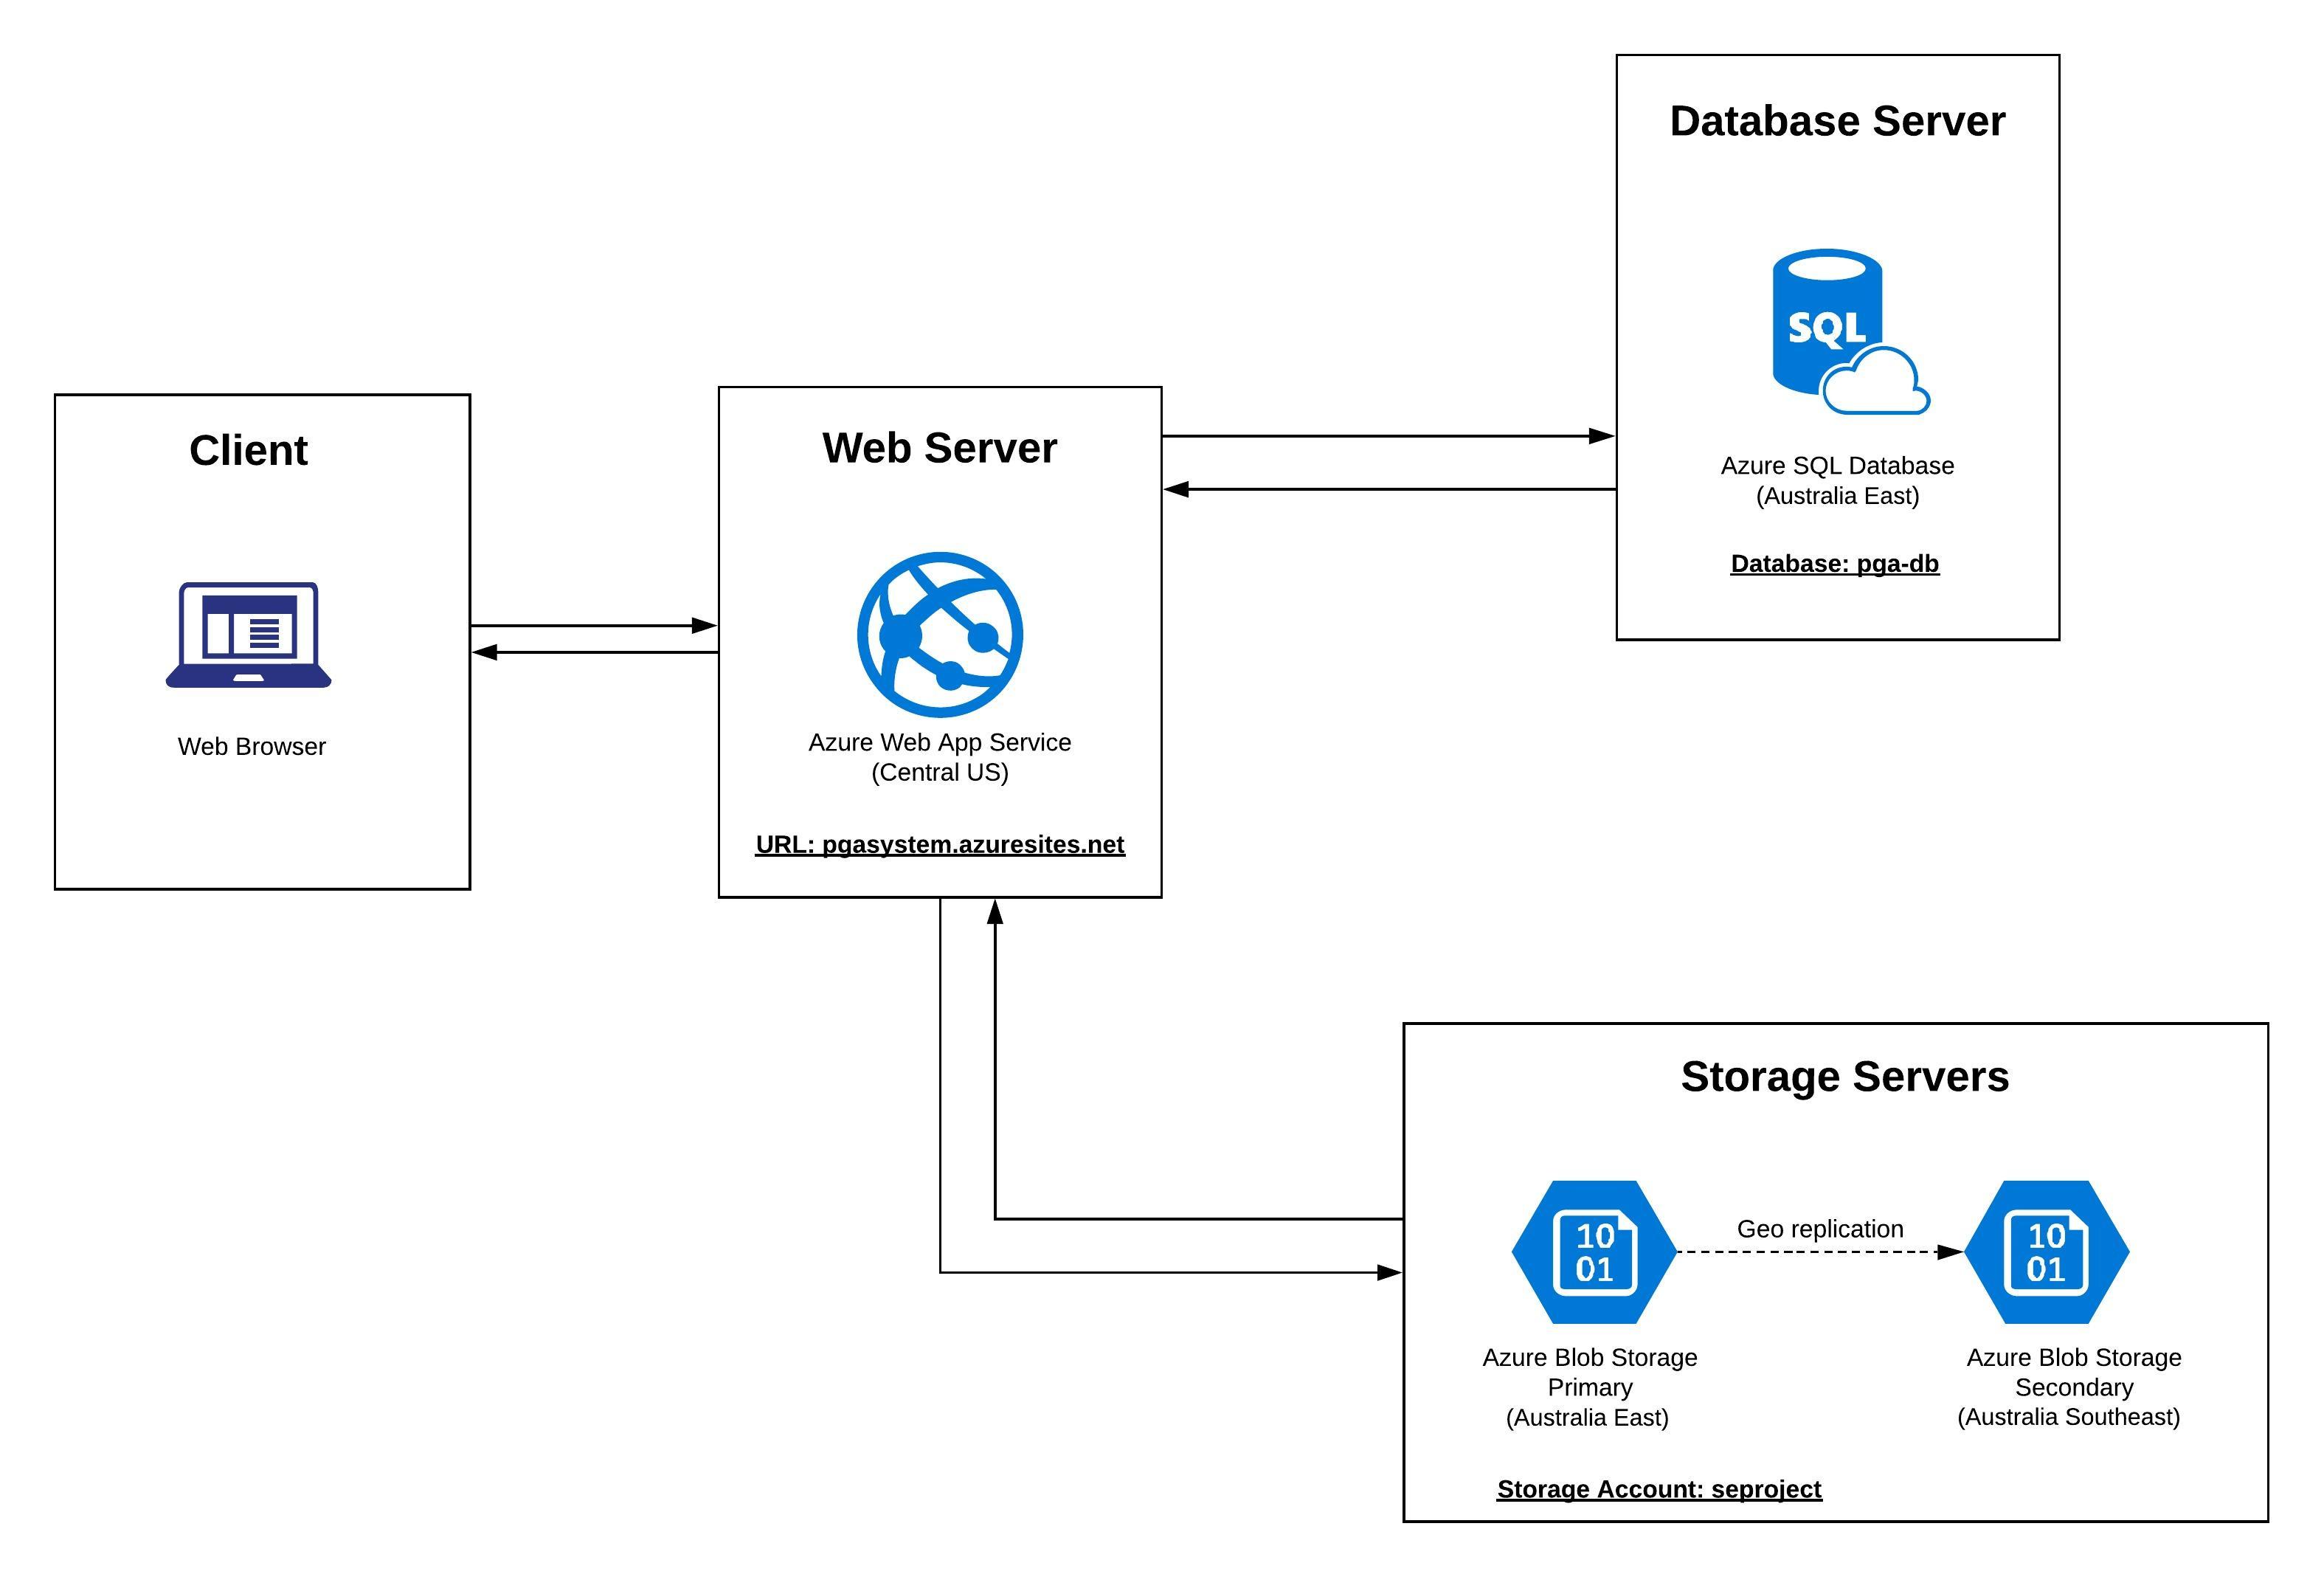 Database Server
SQL
Azure SQL Database
(Australia East)
Database: pga-db
Client
Web Browser
Web Server
Azure Web App Service
(Central US)
URL: pgasystem.azuresites.net
Storage Servers
10
01
Geo replication
10
01
Azure Blob Storage
Primary
(Australia East)
Azure Blob Storage
Secondary
(Australia Southeast)
Storage Account: seproject